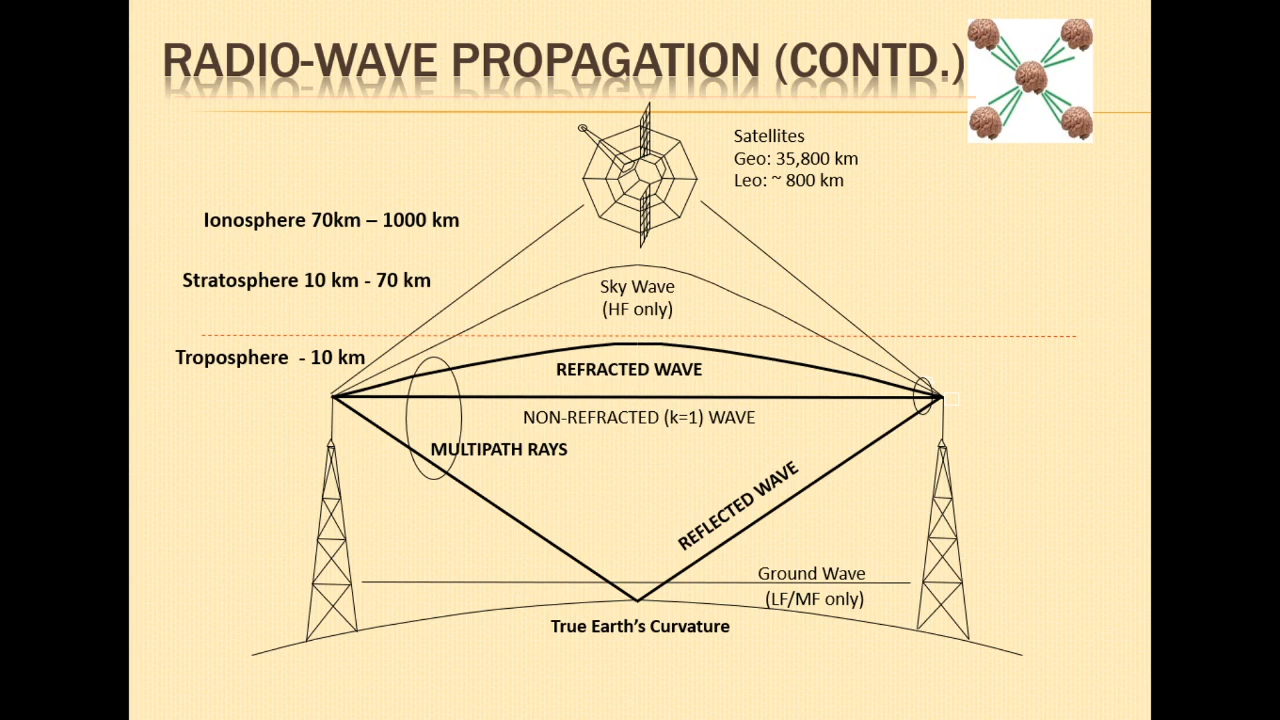 RADIO-WAVE PROPAGATION (CONTD.)
Satellites
Geo: 35,800 km
Leo: ~ 800 km
Ionosphere 70km – 1000 km
Stratosphere 10 km - 70 km
Sky Wave
(HF only)
Troposphere - 10 km
REFRACTED WAVE
NON-REFRACTED (k=1) WAVE
MULTIPATH RAYS
REFLECTED WAVE
Ground Wave
(LF/MF only)
True Earth's Curvature